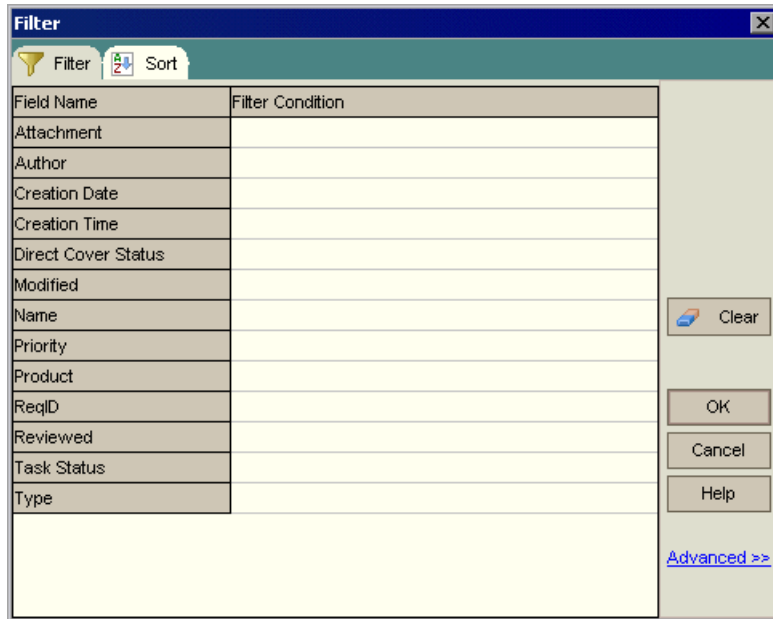 Filter
Filter Sort
Field Name Filter Condition
Attachment
Author
Creation Date
Creation Time
Direct Cover Status
Modified
Name
Priority
Product
ReqID
Reviewed
Task Status
Type
Clear
OK
Cancel
Help
Advanced >>